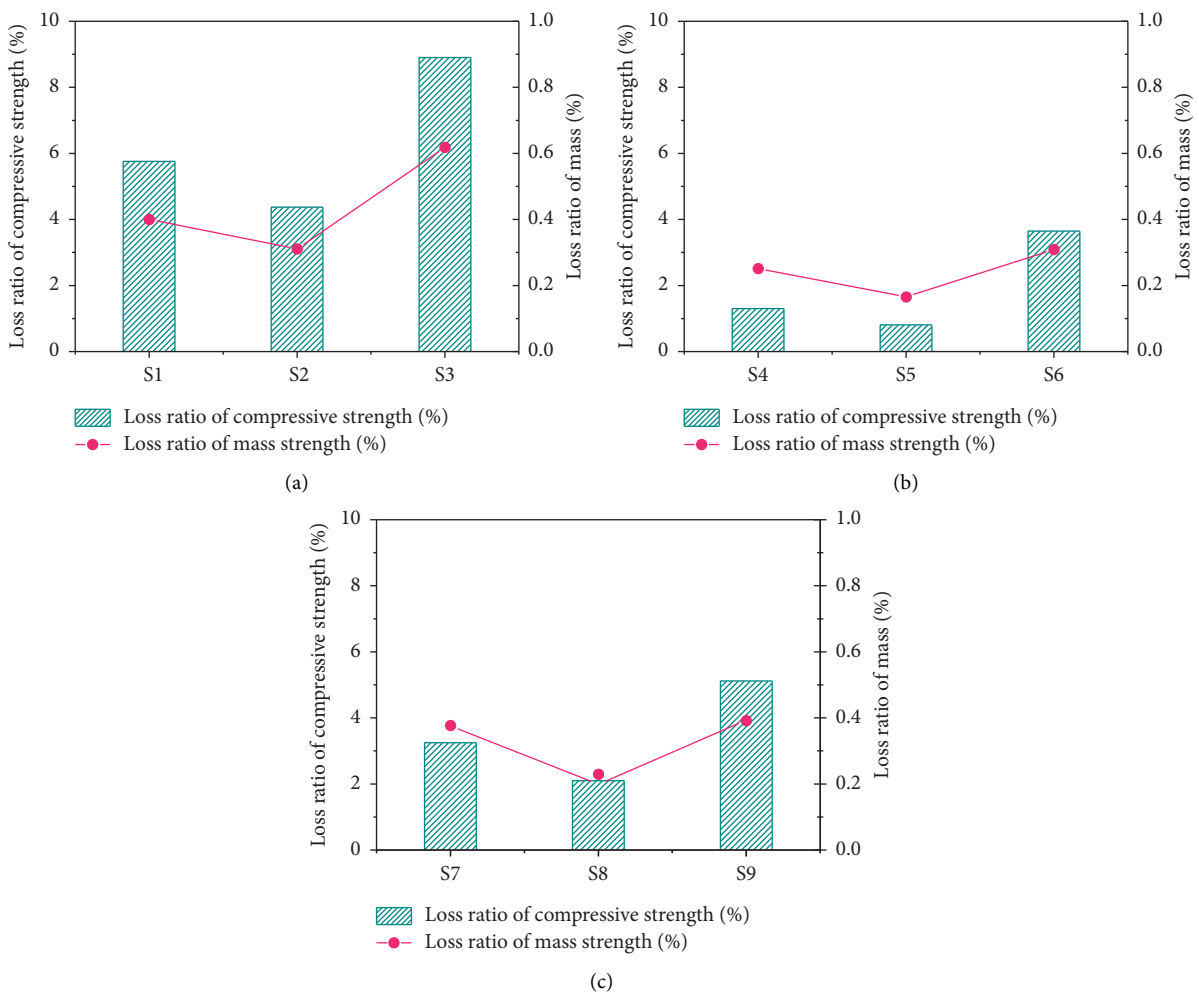 Loss ratio of compressive strength (%)
10
8
6
4
2
0
1.0
0.8
0.6
0.4
0.2
0.0
Loss ratio of mass (%)
S1 S2 S3
Loss ratio of compressive strength (%)
Loss ratio of mass strength (%)
(a)
Loss ratio of compressive strength (%)
10
8
6
4
2
0
1.0
0.8
0.6
0.4
0.2
0.0
Loss ratio of mass (%)
S4 S5 S6
Loss ratio of compressive strength (%)
Loss ratio of mass strength (%)
(b)
Loss ratio of compressive strength (%)
10
8
6
4
2
0
1.0
0.8
0.6
0.4
0.2
0.0
Loss ratio of mass (%)
S7 S8 S9
Loss ratio of compressive strength (%)
Loss ratio of mass strength (%)
(c)